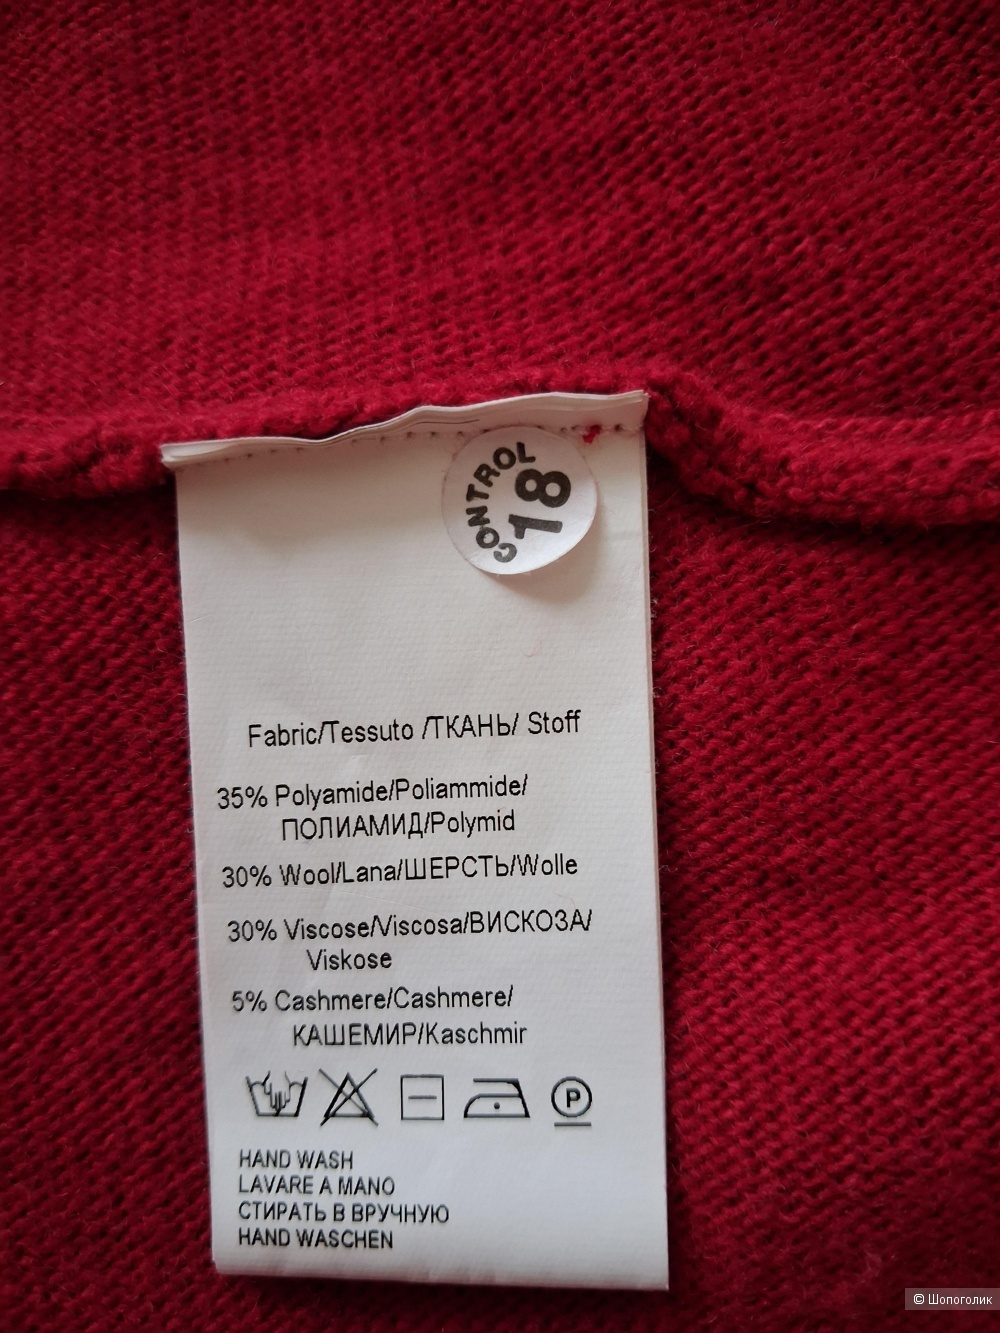 CONTROL
18
Fabric/Tessuto /ТКАНЬ/ Stoff
35% Polyamide/Poliammide/
ПОЛИАМИД/Polymid
30% Wool/Lana/ШЕРСТЬ/Wolle
30% Viscose/Viscosa/ВИСКОЗА/
Viskose
5% Cashmere/Cashmere/
КАШЕМИР/Kaschmir
P
HAND WASH
LAVARE A MANO
СТИРАТЬ В ВРУЧНУЮ
HAND WASCHEN
© Шопоголик